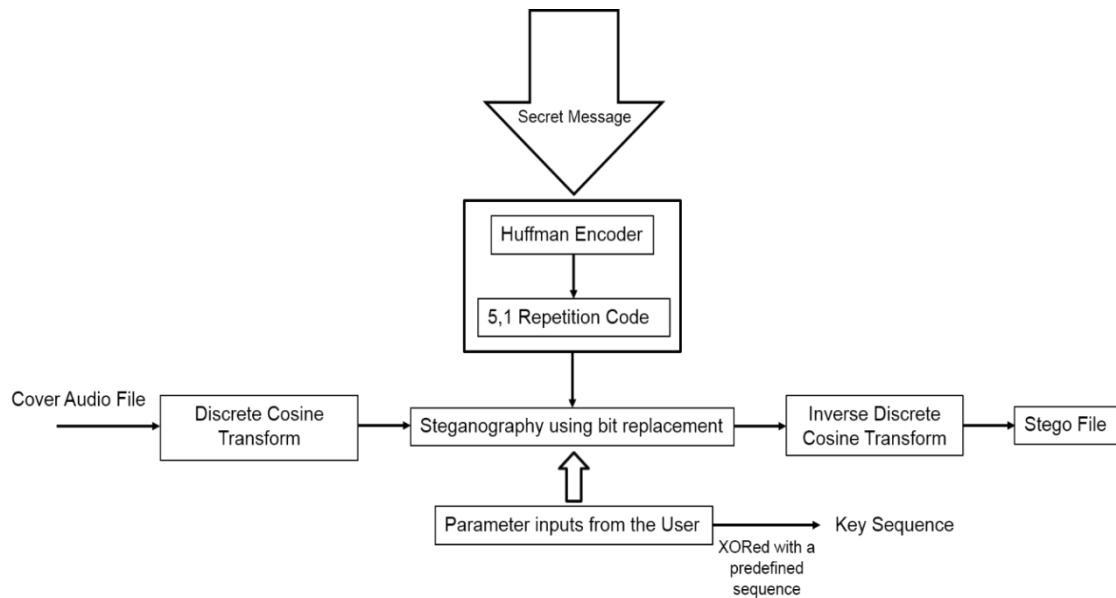 Secret Message
Huffman Encoder
5,1 Repetition Code
Cover Audio File
Discrete Cosine
Transform
Steganography using bit replacement
Inverse Discrete
Cosine Transform
Stego File
Parameter inputs from the User
Key Sequence
XORed with a
predefined
sequence